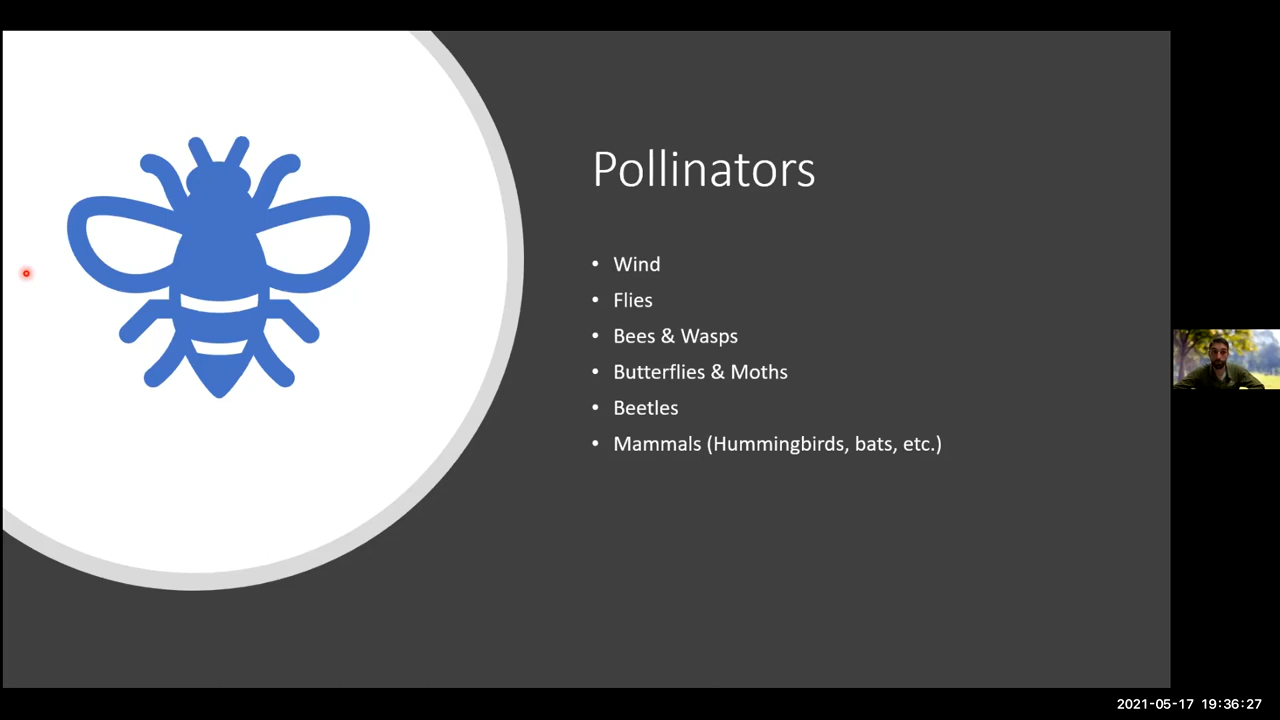 Pollinators
• Wind
• Flies
• Bees & Wasps
• Butterflies & Moths
• Beetles
• Mammals (Hummingbirds, bats, etc.)
2021-05-17 19:36:27